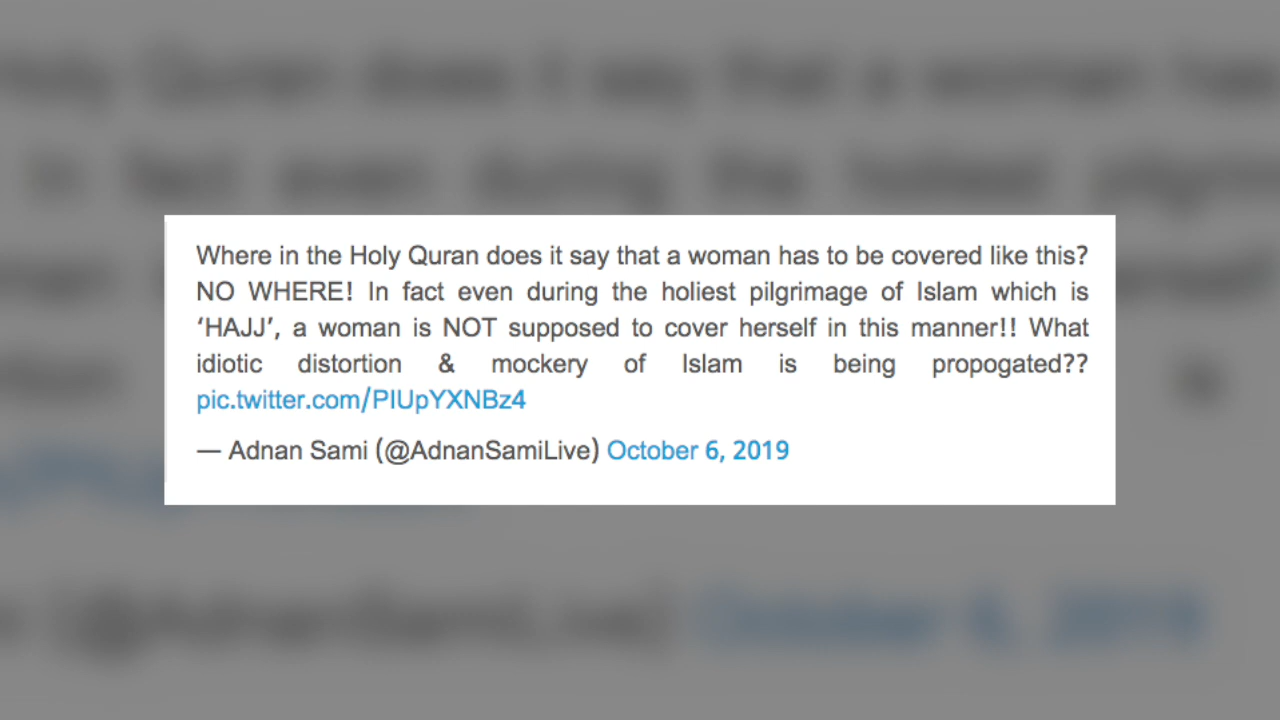 Where in the Holy Quran does it say that a woman has to be covered like this?
NO WHERE! In fact even during the holiest pilgrimage of Islam which is
‘HAJJ’, a woman is NOT supposed to cover herself in this manner!! What
idiotic distortion & mockery of Islam is being propogated??
pic.twitter.com/PlUpYXNBz4
— Adnan Sami (@AdnanSamiLive) October 6, 2019